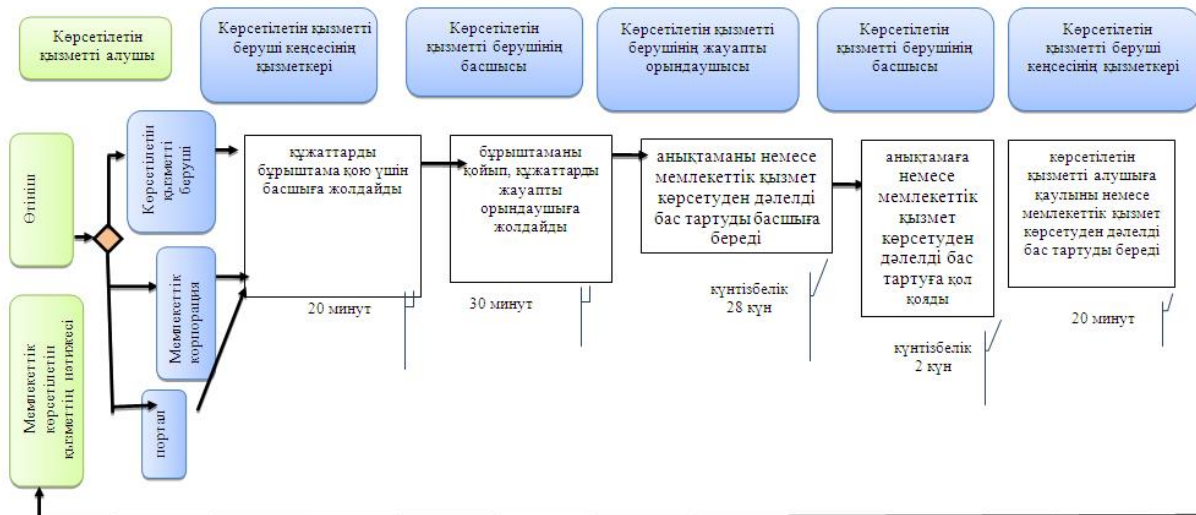 Көрсетілетін
қызметті алушы
Көрсетілетін қызметті
беруші кеңсесінің
қызметкері
Көрсетілетін
қызметті берушінің
басшысы
Көрсетілетін қызметті
берушінің жауапты
орындаушысы
Көрсетілетін
қызметті берушінің
басшысы
Көрсетілетін
қызметті беруші
кеңсесінің қызметкері
Өтініш
Көрсетілетін
қызметті
беруші
құжаттарды
бұрыштама қою үшін
басшыға жолдайды
20 минут
бұрыштаманы
қойып, құжаттарды
жауапты
орындаушыға
жолдайды
30 минут
анықтаманы немесе
мемлекеттік қызмет
көрсетуден дәлелді
бас тартуды басшыға
береді
күнтізбелік
28 күн
анықтамаға
немесе
мемлекеттік
қызмет
көрсетуден
дәлелді бас
тартуға қол
қояды
күнтізбелік
2 күн
көрсетілетін
қызметті алушыға
қаулыны немесе
мемлекеттік қызмет
көрсетуден дәлелді
бас тартуды береді
20 минут
Мемлекеттік
корпорация
портал
Мемлекеттік
көрсетілетін
қызметтің нәтижесі